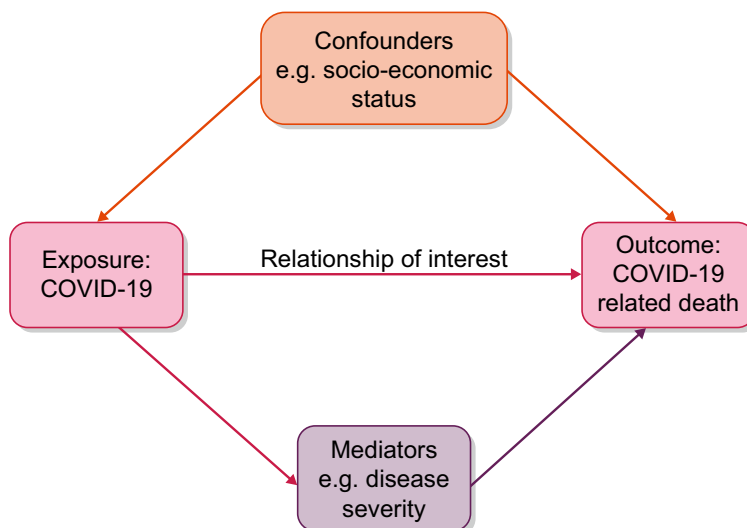 Confounders
e.g. socio-economic
status
Exposure:
COVID-19
Relationship of interest
Outcome:
COVID-19
related death
Mediators
e.g. disease
severity